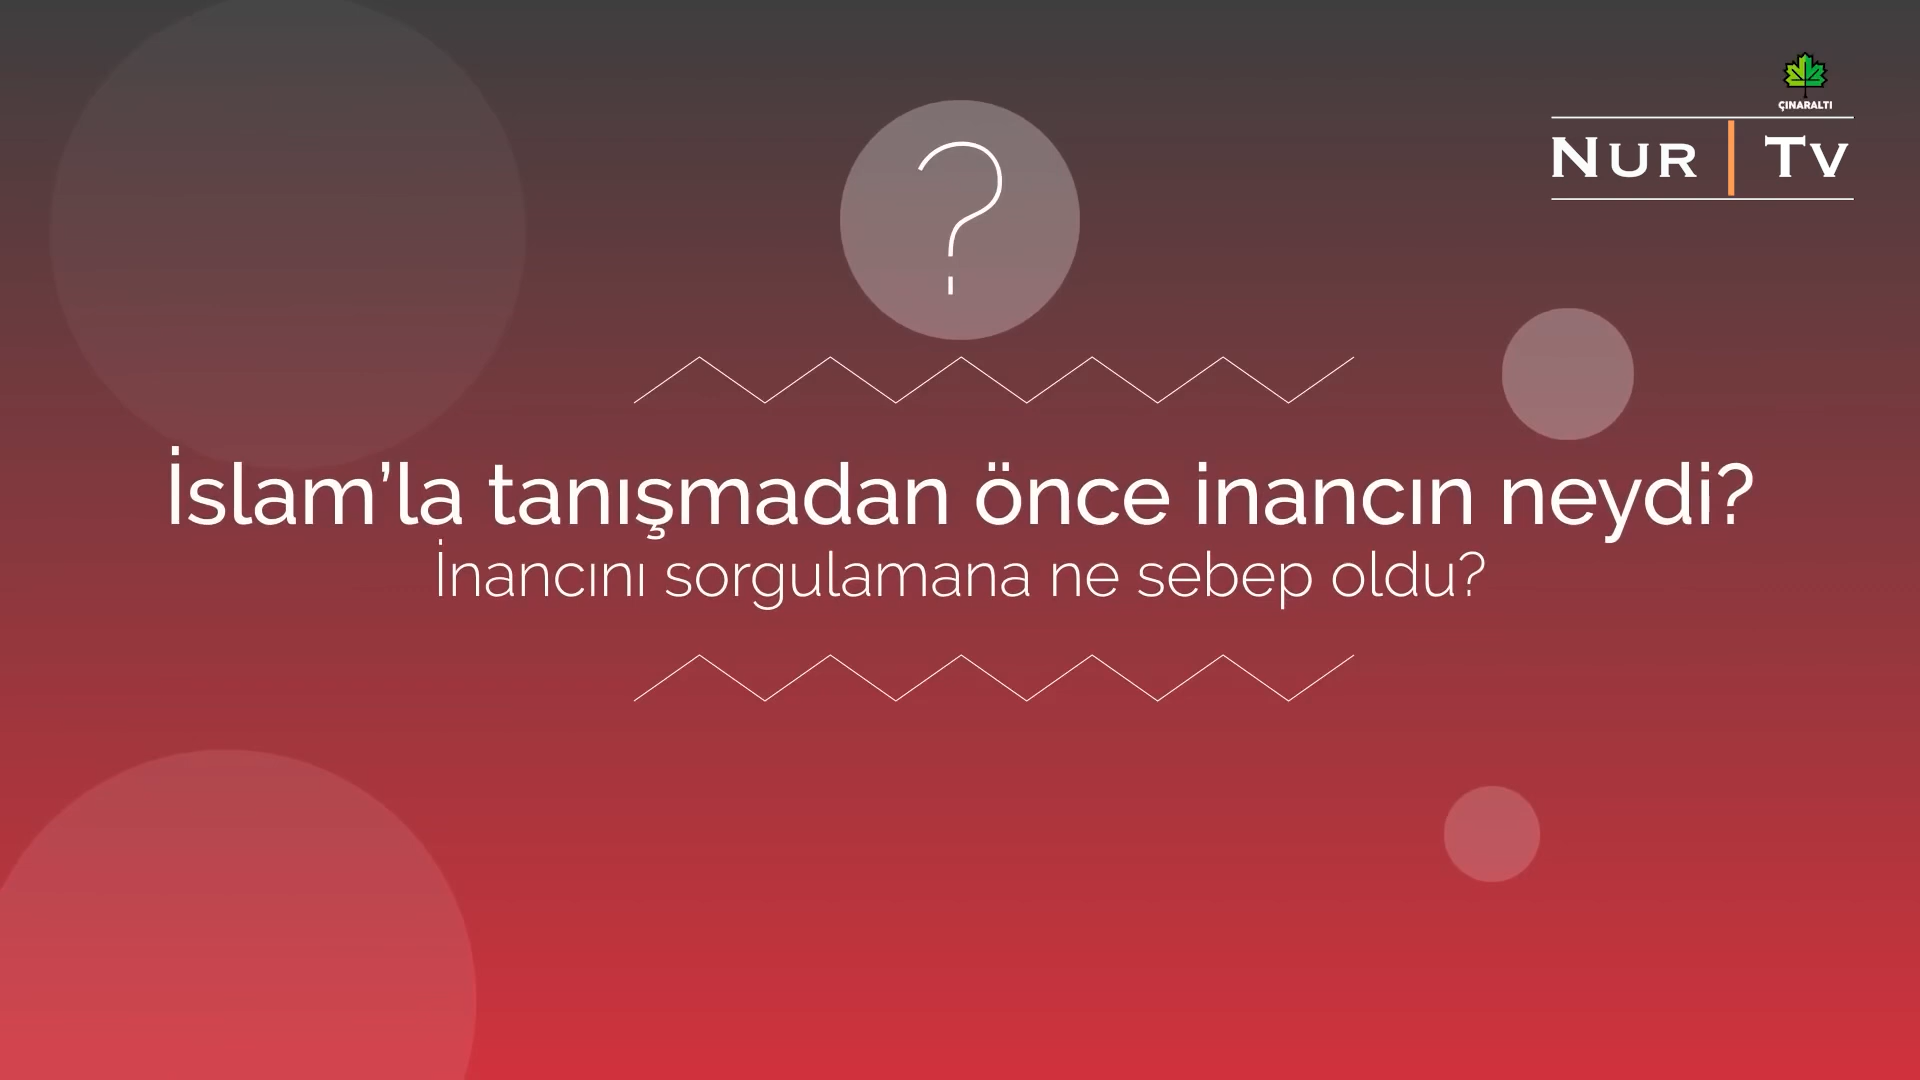 ÇINARALTI
NUR | TV
?
İslam’la tanışmadan önce inancın neydi?
İnancını sorgulamana ne sebep oldu?